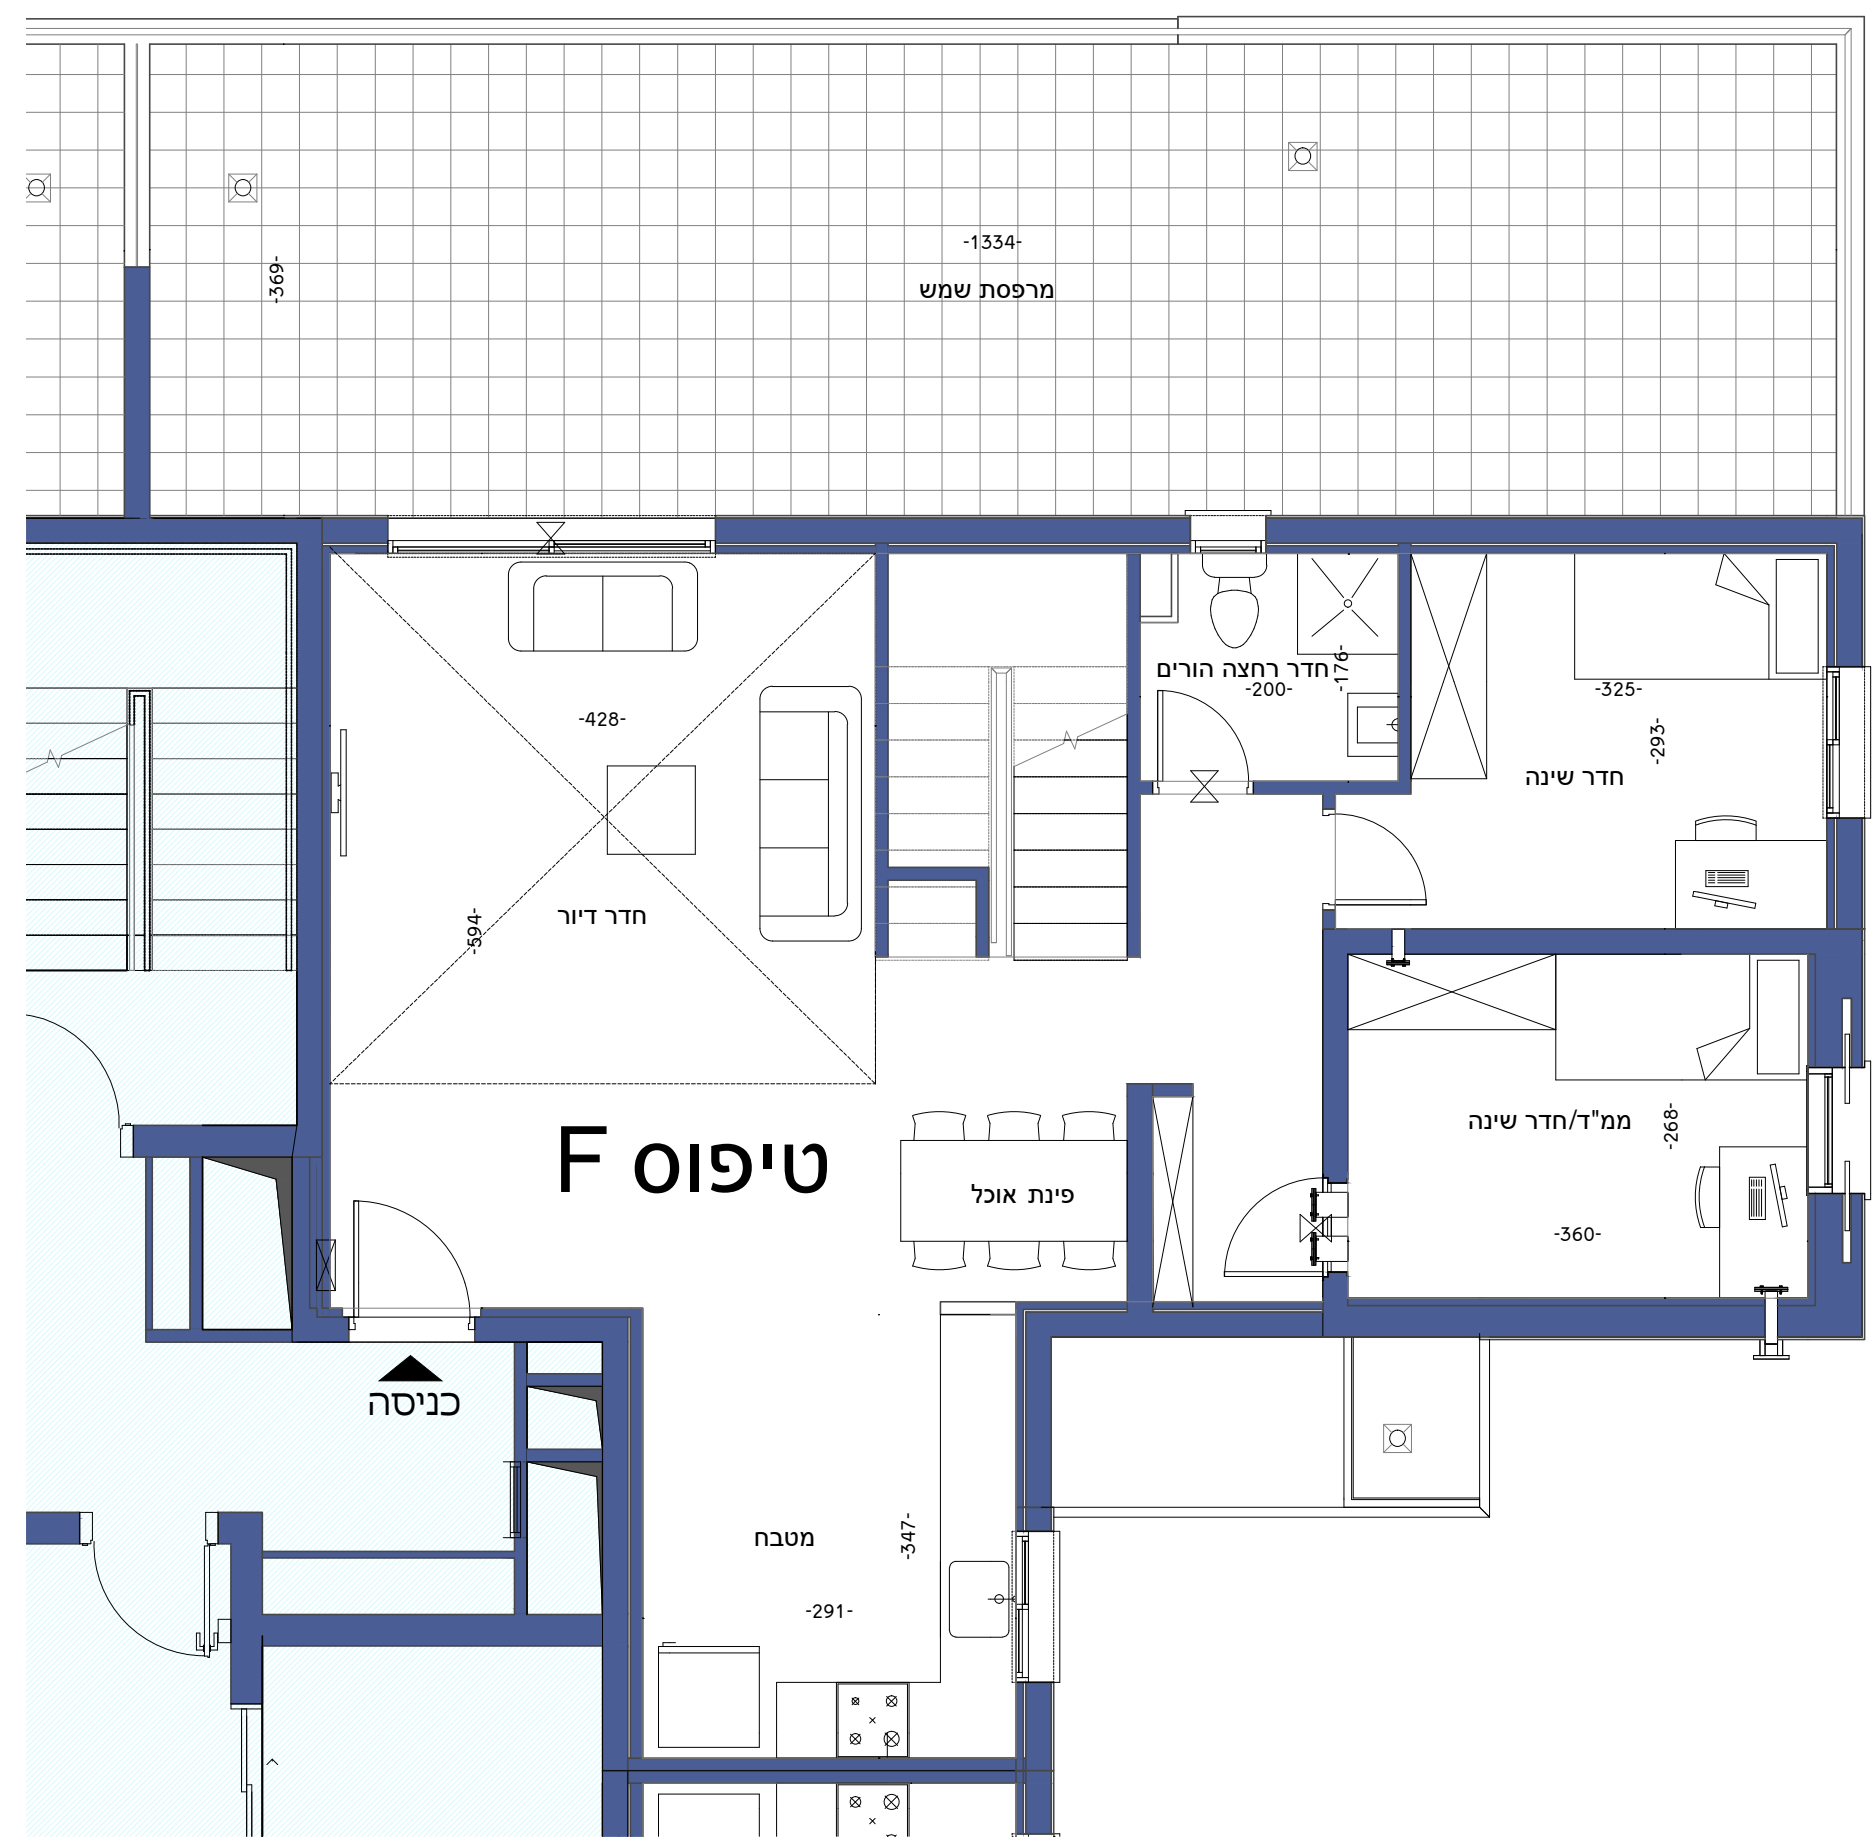 -1334-
מרפסת שמש
-369-
חדר רחצה הורים
-176-
-200-
-325-
-293-
חדר שינה
-428-
חדר דיור
-594-
ממ"ד/חדר שינה
-268-
-360-
טיפוס F
פינת אוכל
כניסה
מטבח
-347-
-291-